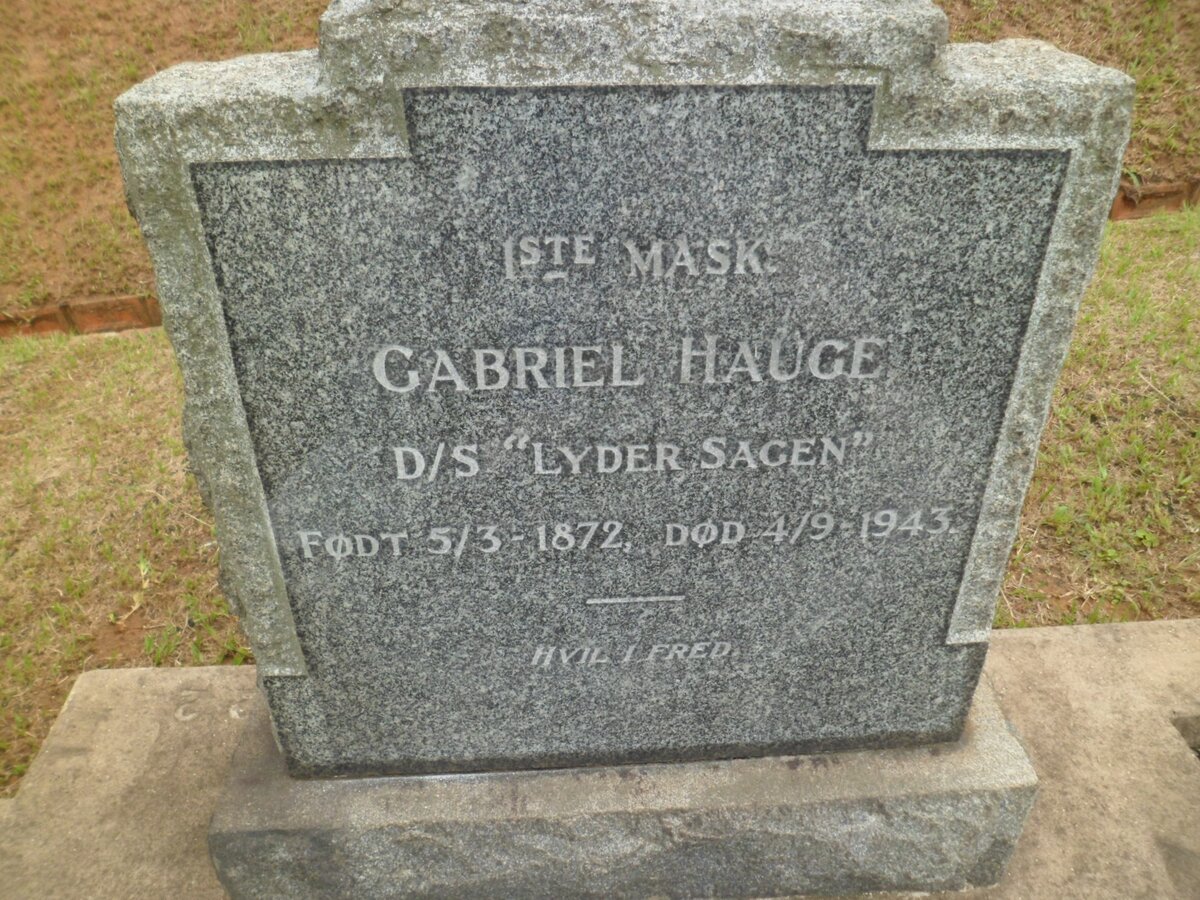 1STE MASK.
GABRIEL HAUGE
D/S "LYDER SAGEN"
FØDT 5/3-1872, DØD 4/9-1943.
HVIL I FRED.